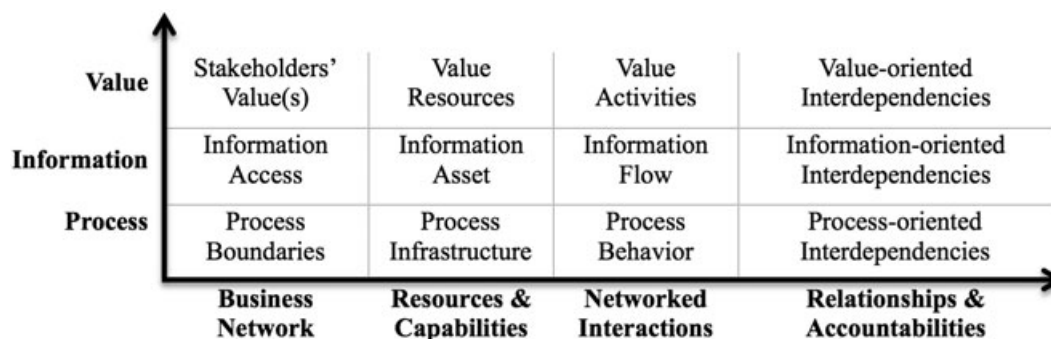 Value
Stakeholders’
Value(s)
Value
Resources
Value
Activities
Value-oriented
Interdependencies
Information
Information
Access
Information
Asset
Information
Flow
Information-oriented
Interdependencies
Process
Process
Boundaries
Process
Infrastructure
Process
Behavior
Process-oriented
Interdependencies
Business
Network
Resources &
Capabilities
Networked
Interactions
Relationships &
Accountabilities